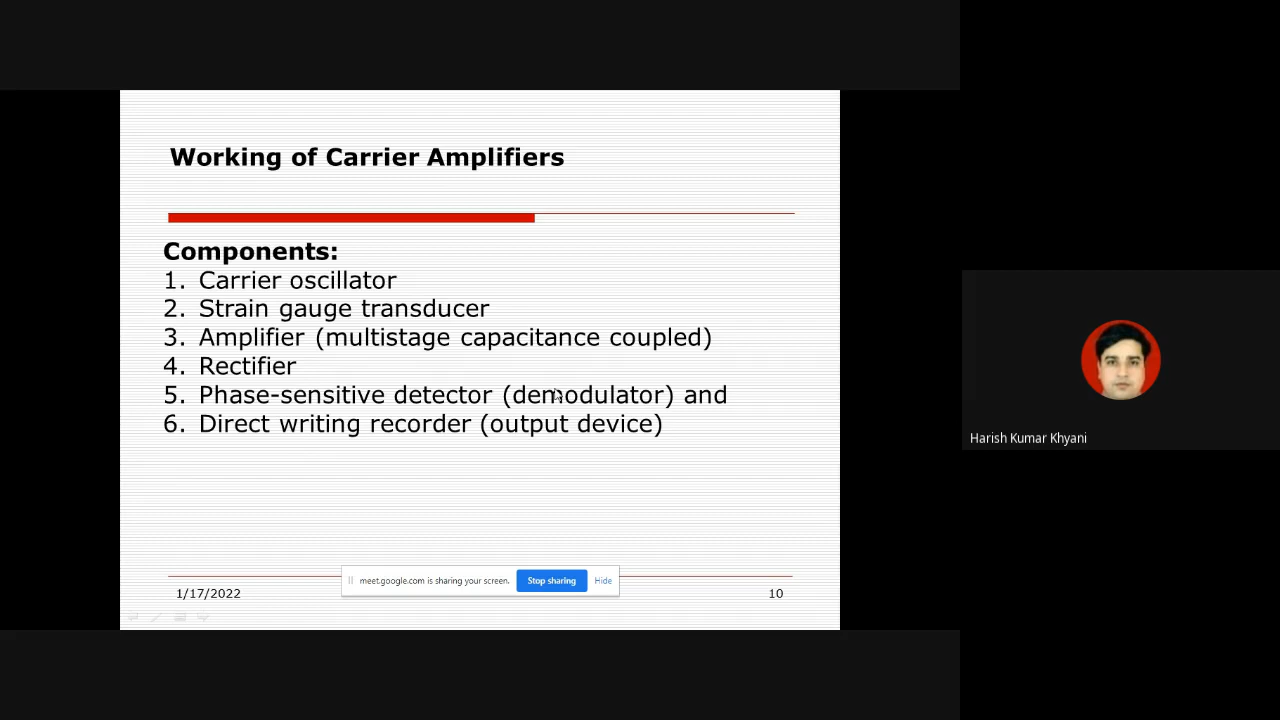 Working of Carrier Amplifiers
Components:
1. Carrier oscillator
2. Strain gauge transducer
3. Amplifier (multistage capacitance coupled)
4. Rectifier
5. Phase-sensitive detector (demodulator) and
6. Direct writing recorder (output device)
meet.google.com is sharing your screen. Stop sharing Hide
1/17/2022 10
Harish Kumar Khyani